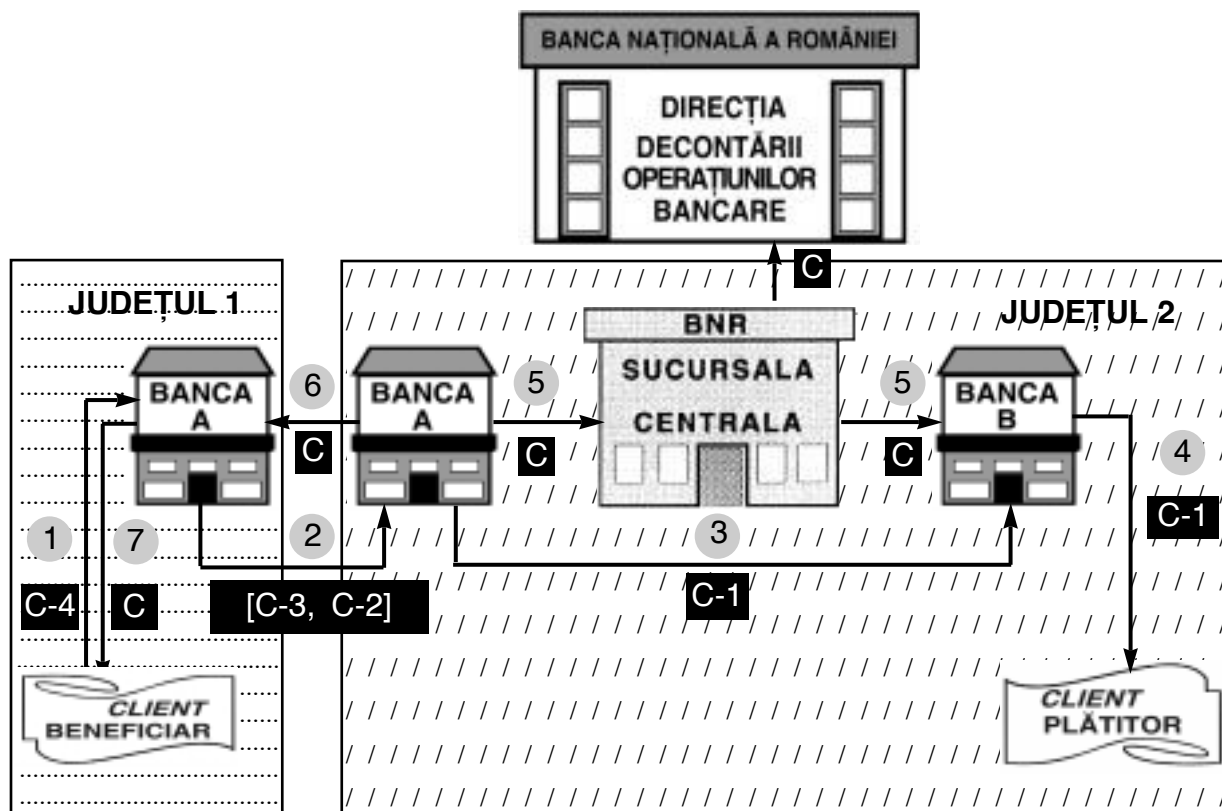 BANCA NAȚIONALĂ A ROMÂNIEI
DIRECȚIA
DECONTĂRII
OPERAȚIUNILOR
BANCARE
C
JUDEȚUL 1
JUDEȚUL 2
BNR
SUCURSALA
CENTRALA
BANCA
A
6
C
BANCA
A
5
C
5
C
BANCA
B
4
C-1
1
7
2
3
C-4
C
[C-3, C-2]
C-1
CLIENT
BENEFICIAR
CLIENT
PLĂTITOR